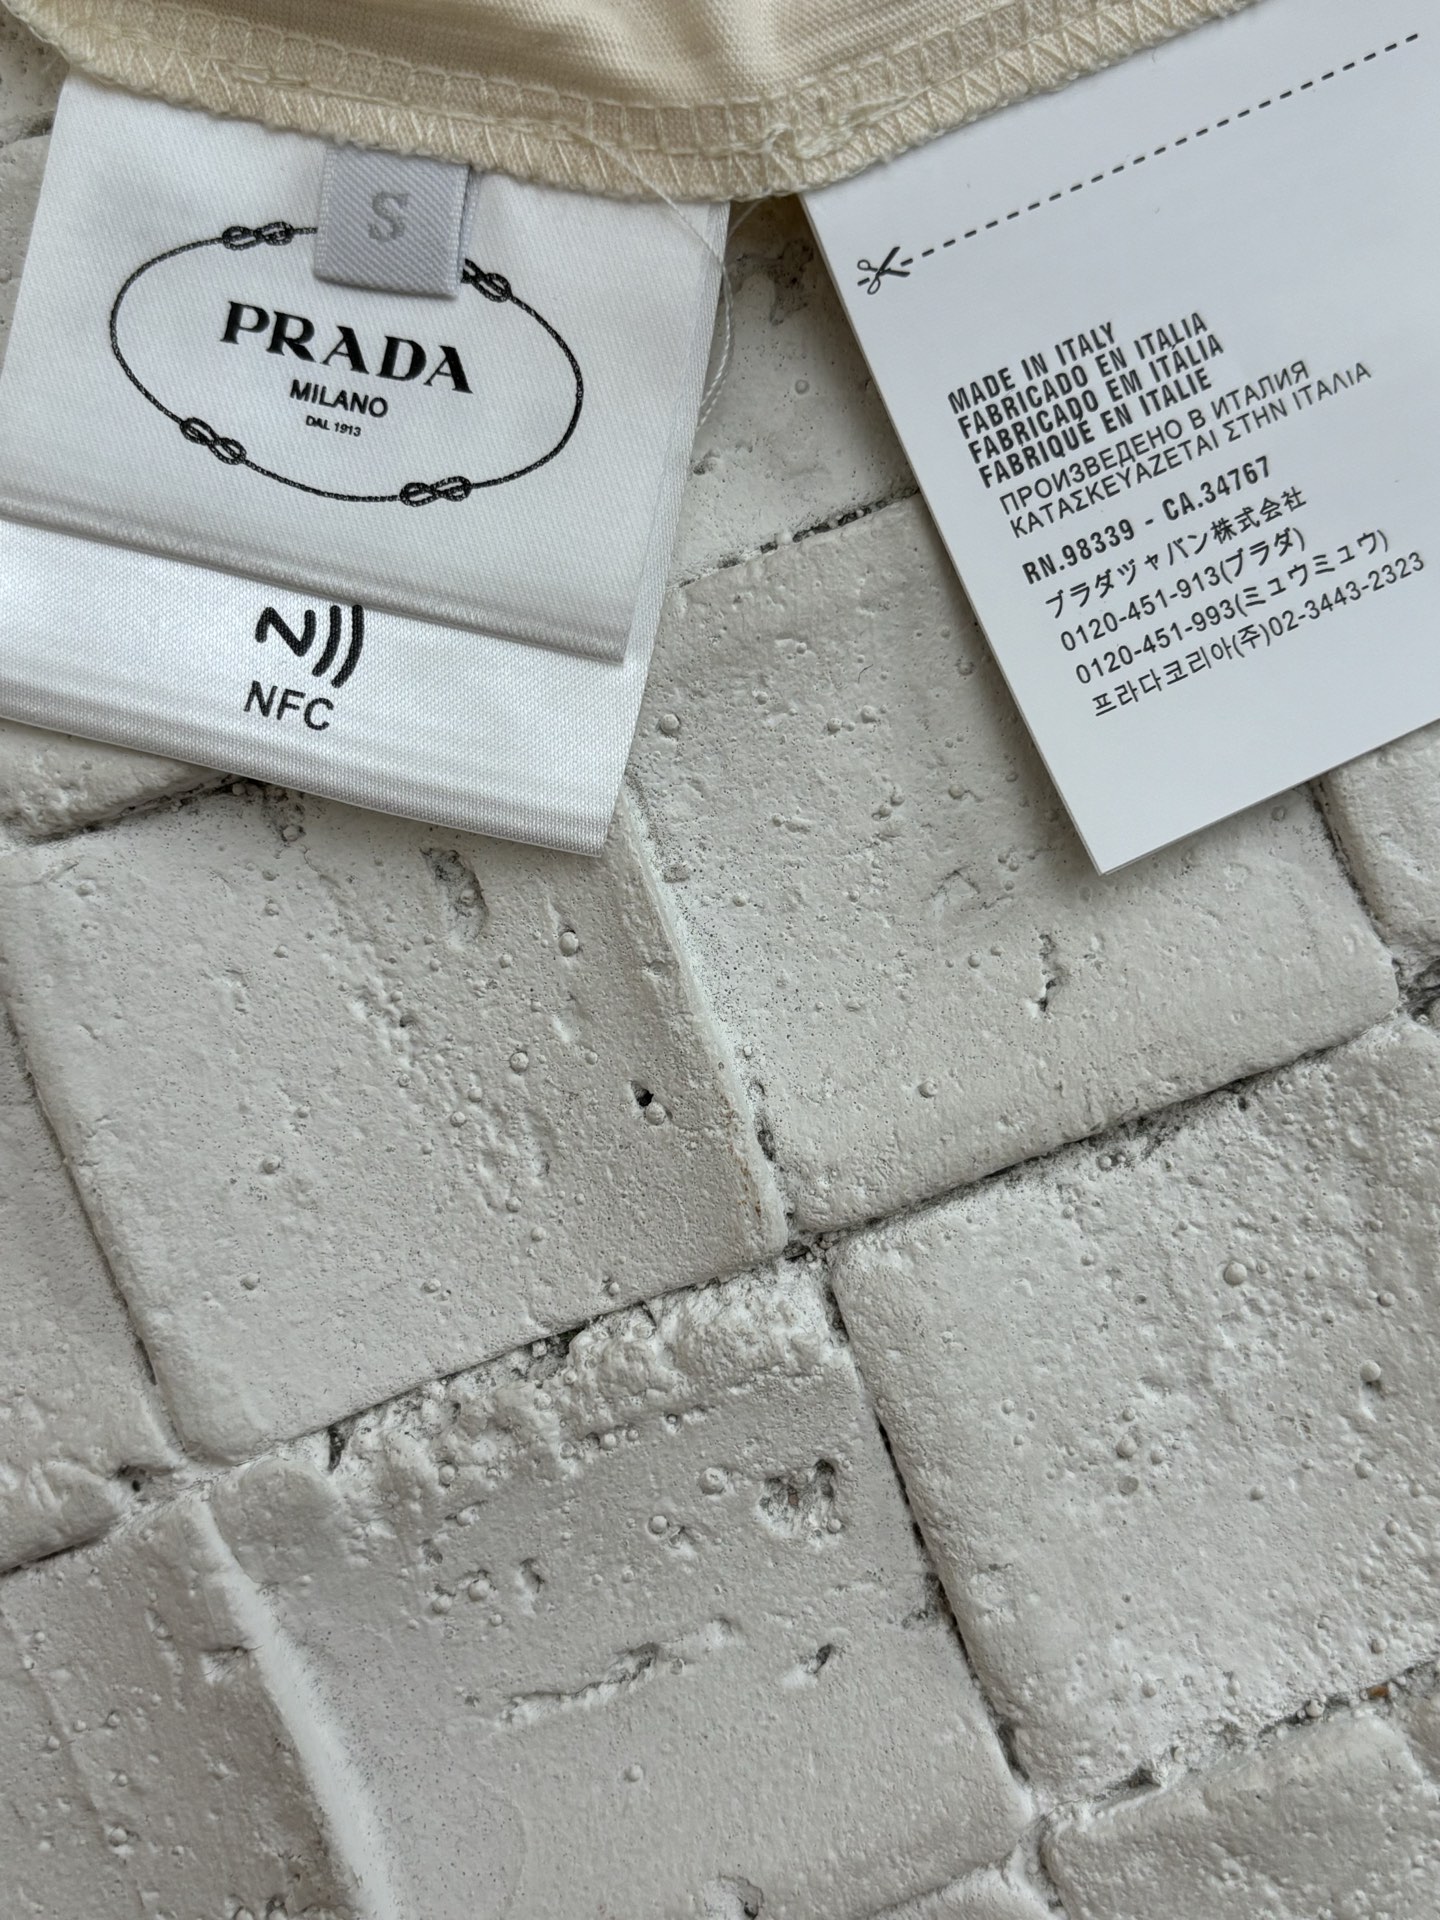 S
PRADA
MILANO
DAL 1913
NFC
MADE IN ITALY
FABRICADO EN ITALIA
FABRICADO EM ITÀLIA
FABRIQUÉ EN ITALIE
ПРОИЗВЕДЕНО В ИТАЛИЯ
ΚΑΤΑΣΚΕΥΑΖΕΤΑΙ ΣΤΗΝ ΙΤΑΛΙΑ
RN.98339 - CA.34767
プラダヅャバン株式会社
0120-451-913(プラダ)
0120-451-993(ミュウミュウ)
프라다코리아(주)02-3443-2323